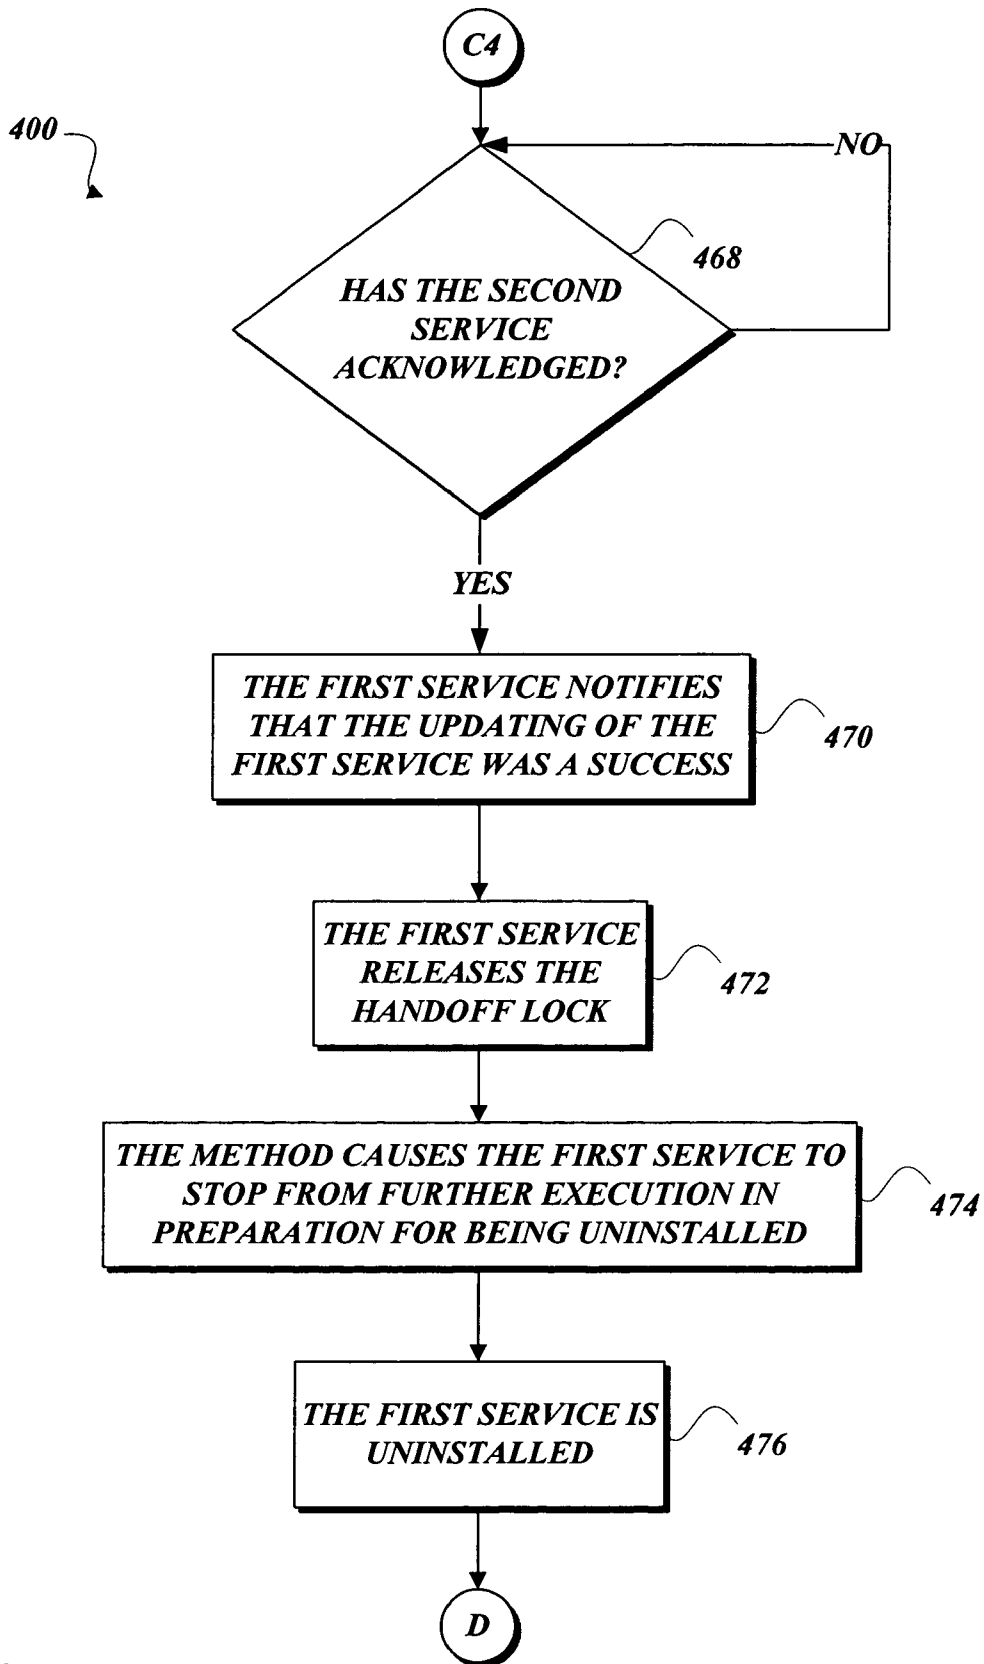 C4
400
NO
468
HAS THE SECOND
SERVICE
ACKNOWLEDGED?
YES
THE FIRST SERVICE NOTIFIES
THAT THE UPDATING OF THE
FIRST SERVICE WAS A SUCCESS
470
THE FIRST SERVICE
RELEASES THE
HANDOFF LOCK
472
THE METHOD CAUSES THE FIRST SERVICE TO
STOP FROM FURTHER EXECUTION IN
PREPARATION FOR BEING UNINSTALLED
474
THE FIRST SERVICE IS
UNINSTALLED
476
D